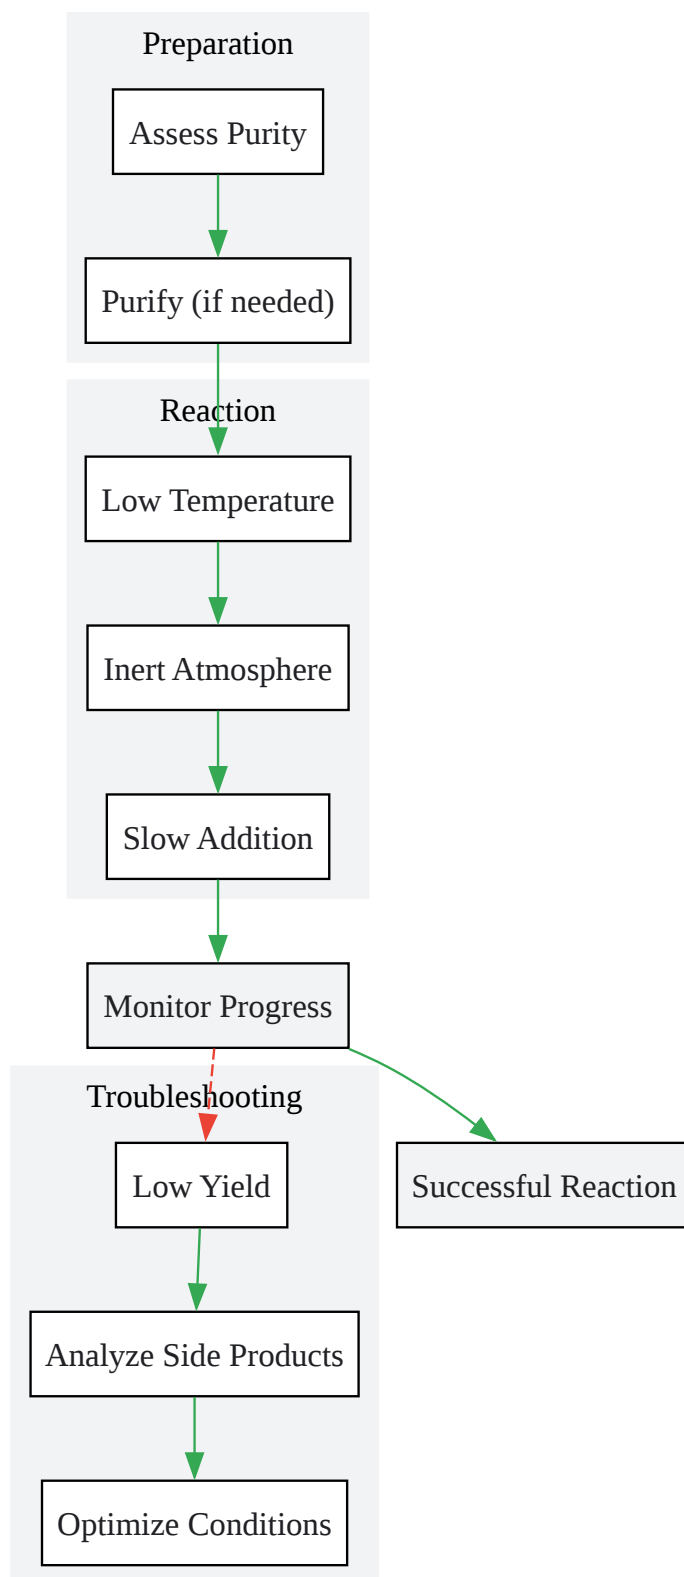 Preparation
Assess Purity
Purify (if needed)
Reaction
Low Temperature
Inert Atmosphere
Slow Addition
Monitor Progress
Troubleshooting
Low Yield
Successful Reaction
Analyze Side Products
Optimize Conditions